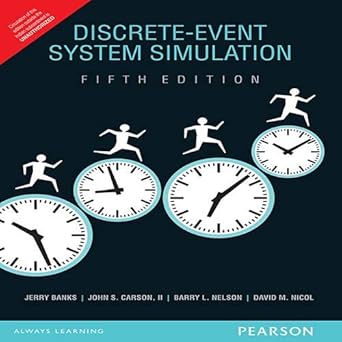 DISCRETE-EVENT
SYSTEM SIMULATION
FIFTH EDITION
JERRY BANKS | JOHN S. CARSON, II | BARRY L. NELSON | DAVID M. NICOL
ALWAYS LEARNING
PEARSON